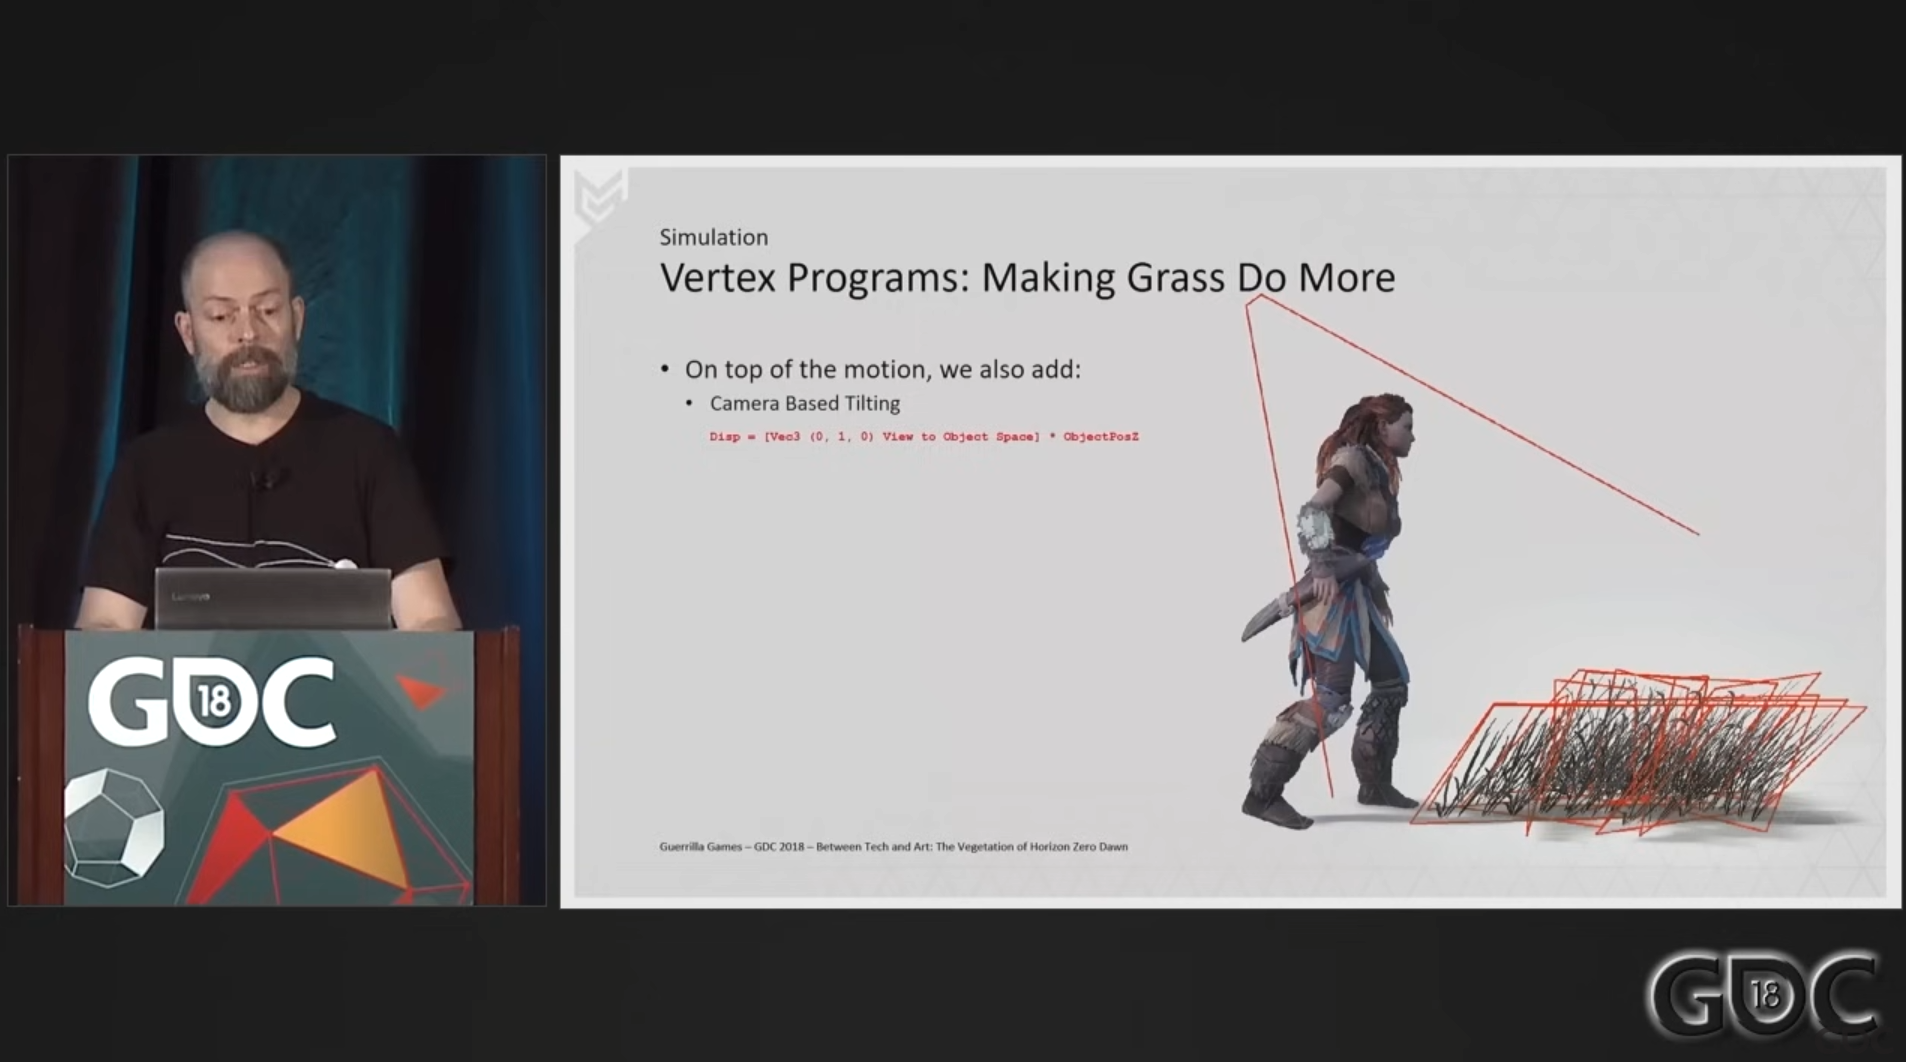 Simulation
Vertex Programs: Making Grass Do More
• On top of the motion, we also add:
• Camera Based Tilting
Disp = [Vec3 (0, 1, 0) View to Object Space] * ObjectPosZ
Guerrilla Games – GDC 2018 – Between Tech and Art: The Vegetation of Horizon Zero Dawn
Lenovo
GDC
18
GDC
18